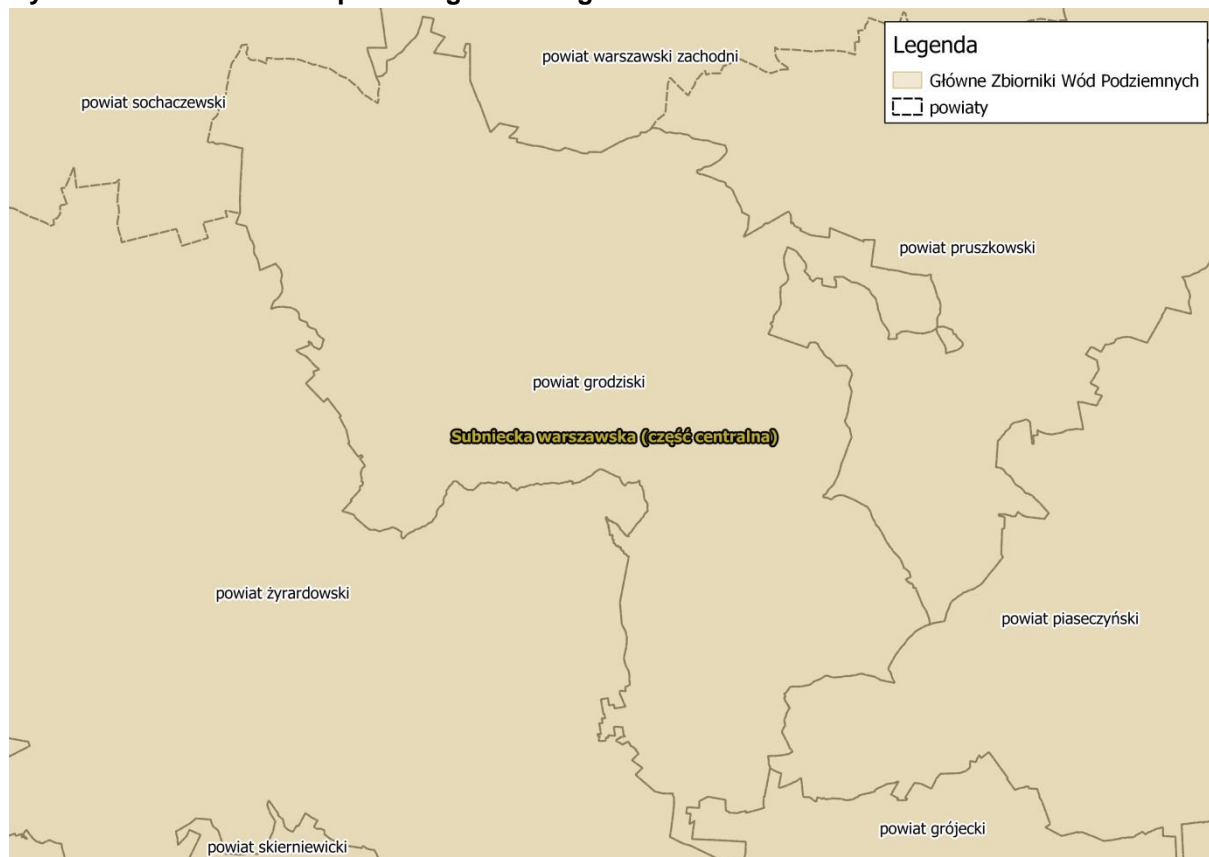 Legenda
Główne Zbiorniki Wód Podziemnych
powiaty
powiat warszawski zachodni
powiat sochaczewski
powiat pruszkowski
powiat grodziski
Subniecka warszawska (część centralna)
powiat żyrardowski
powiat piaseczyński
powiat grójecki
powiat skierniewicki